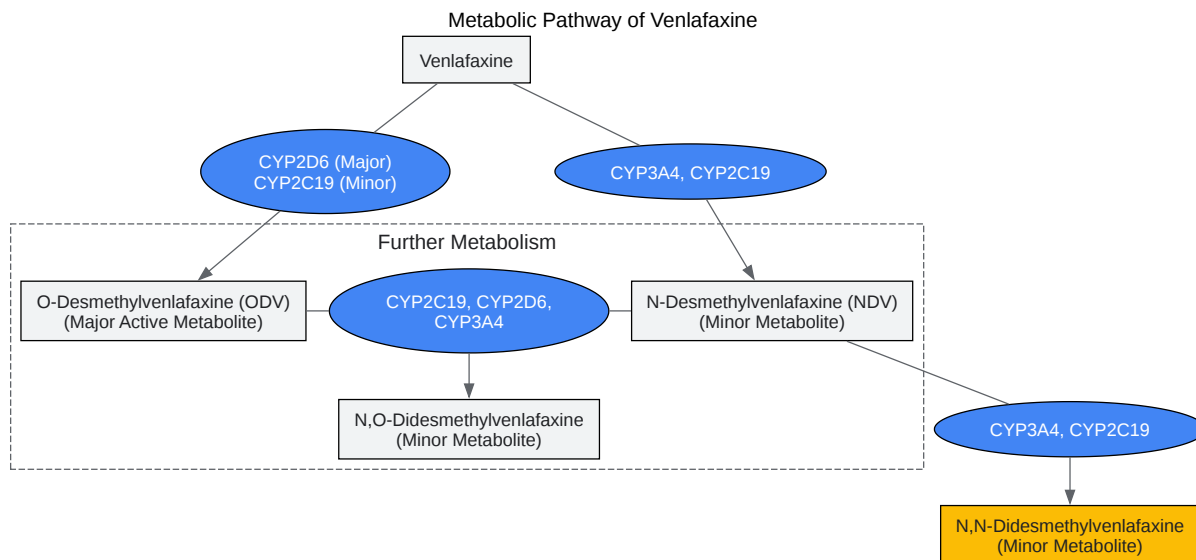 Metabolic Pathway of Venlafaxine
Venlafaxine
CYP2D6 (Major)
CYP2C19 (Minor)
CYP3A4, CYP2C19
Further Metabolism
O-Desmethylvenlafaxine (ODV)
(Major Active Metabolite)
CYP2C19, CYP2D6,
CYP3A4
N-Desmethylvenlafaxine (NDV)
(Minor Metabolite)
N,O-Didesmethylvenlafaxine
(Minor Metabolite)
CYP3A4, CYP2C19
N,N-Didesmethylvenlafaxine
(Minor Metabolite)